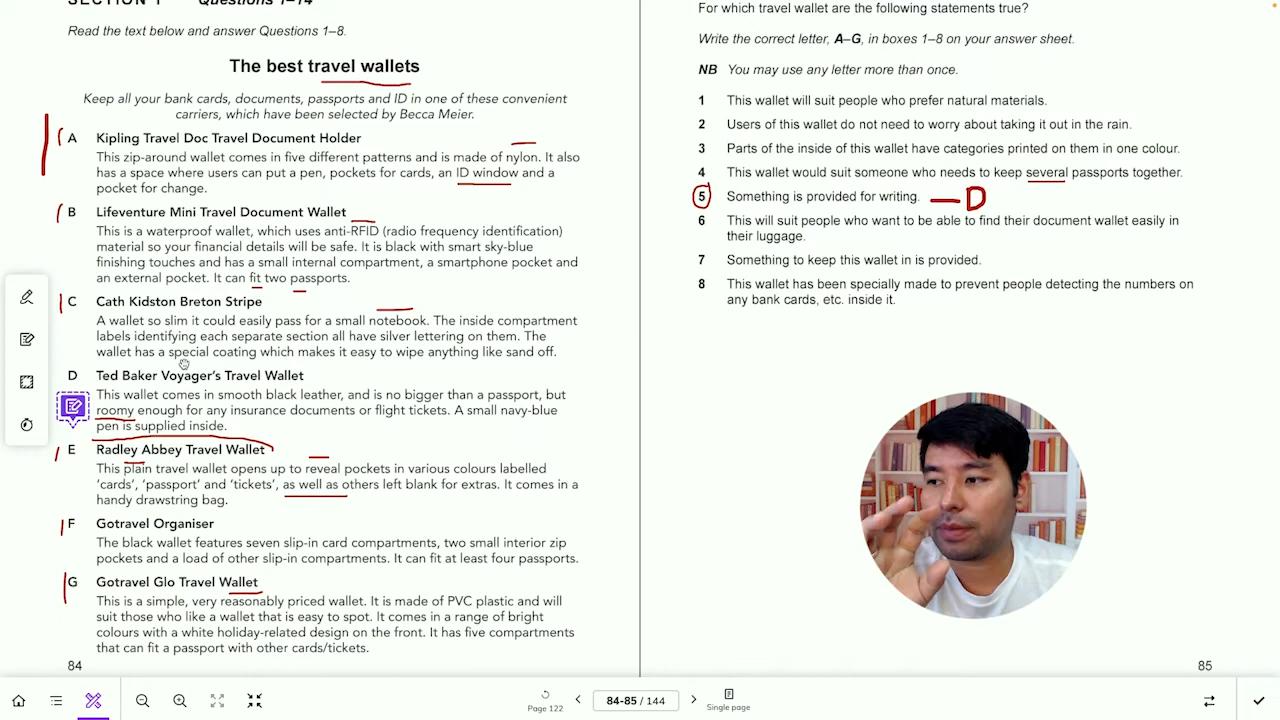 SECTION 1 Questions 1–14
Read the text below and answer Questions 1–8.
The best travel wallets
Keep all your bank cards, documents, passports and ID in one of these convenient
carriers, which have been selected by Becca Meier.
A Kipling Travel Doc Travel Document Holder
This zip-around wallet comes in five different patterns and is made of nylon. It also
has a space where users can put a pen, pockets for cards, an ID window and a
pocket for change.
B Lifeventure Mini Travel Document Wallet
This is a waterproof wallet, which uses anti-RFID (radio frequency identification)
material so your financial details will be safe. It is black with smart sky-blue
finishing touches and has a small internal compartment, a smartphone pocket and
an external pocket. It can fit two passports.
C Cath Kidston Breton Stripe
A wallet so slim it could easily pass for a small notebook. The inside compartment
labels identifying each separate section all have silver lettering on them. The
wallet has a special coating which makes it easy to wipe anything like sand off.
D Ted Baker Voyager's Travel Wallet
This wallet comes in smooth black leather, and is no bigger than a passport, but
roomy enough for any insurance documents or flight tickets. A small navy-blue
pen is supplied inside.
E Radley Abbey Travel Wallet
This plain travel wallet opens up to reveal pockets in various colours labelled
'cards', 'passport' and 'tickets', as well as others left blank for extras. It comes in a
handy drawstring bag.
F Gotravel Organiser
The black wallet features seven slip-in card compartments, two small interior zip
pockets and a load of other slip-in compartments. It can fit at least four passports.
G Gotravel Glo Travel Wallet
This is a simple, very reasonably priced wallet. It is made of PVC plastic and will
suit those who like a wallet that is easy to spot. It comes in a range of bright
colours with a white holiday-related design on the front. It has five compartments
that can fit a passport with other cards/tickets.
84
For which travel wallet are the following statements true?
Write the correct letter, A–G, in boxes 1–8 on your answer sheet.
NB You may use any letter more than once.
1 This wallet will suit people who prefer natural materials.
2 Users of this wallet do not need to worry about taking it out in the rain.
3 Parts of the inside of this wallet have categories printed on them in one colour.
4 This wallet would suit someone who needs to keep several passports together.
5 Something is provided for writing. — D
6 This will suit people who want to be able to find their document wallet easily in
their luggage.
7 Something to keep this wallet in is provided.
8 This wallet has been specially made to prevent people detecting the numbers on
any bank cards, etc. inside it.
85
Page 122
84-85 / 144
Single page